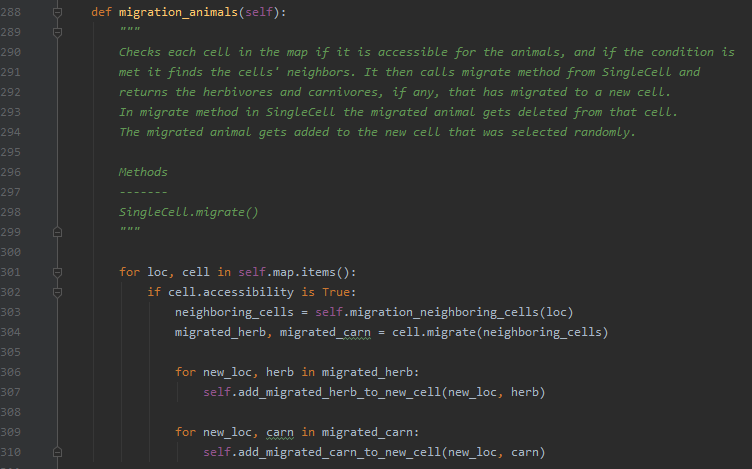 288 def migration_animals(self):
289 """
290 Checks each cell in the map if it is accessible for the animals, and if the condition is
291 met it finds the cells' neighbors. It then calls migrate method from SingleCell and
292 returns the herbivores and carnivores, if any, that has migrated to a new cell.
293 In migrate method in SingleCell the migrated animal gets deleted from that cell.
294 The migrated animal gets added to the new cell that was selected randomly.
295
296 Methods
297 -------
298 SingleCell.migrate()
299 """
300
301 for loc, cell in self.map.items():
302 if cell.accessibility is True:
303 neighboring_cells = self.migration_neighboring_cells(loc)
304 migrated_herb, migrated_carn = cell.migrate(neighboring_cells)
305
306 for new_loc, herb in migrated_herb:
307 self.add_migrated_herb_to_new_cell(new_loc, herb)
308
309 for new_loc, carn in migrated_carn:
310 self.add_migrated_carn_to_new_cell(new_loc, carn)